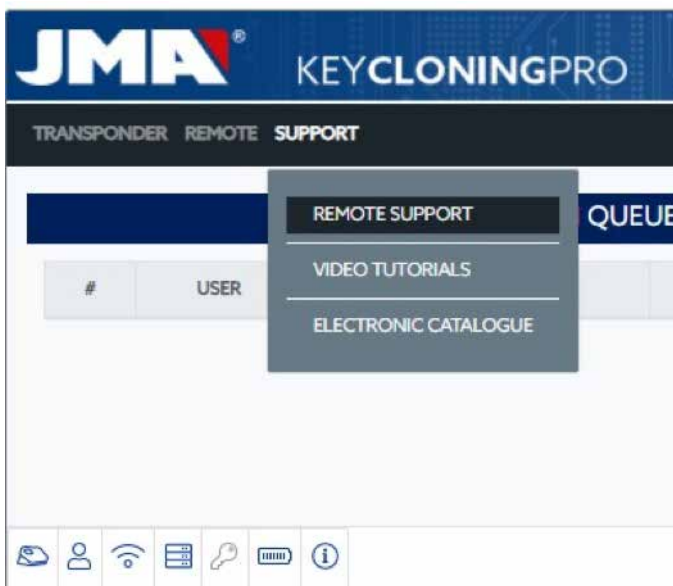 JMA®
KEYCLONINGPRO
TRANSPONDER REMOTE SUPPORT
REMOTE SUPPORT
QUEUE
VIDEO TUTORIALS
# USER
ELECTRONIC CATALOGUE